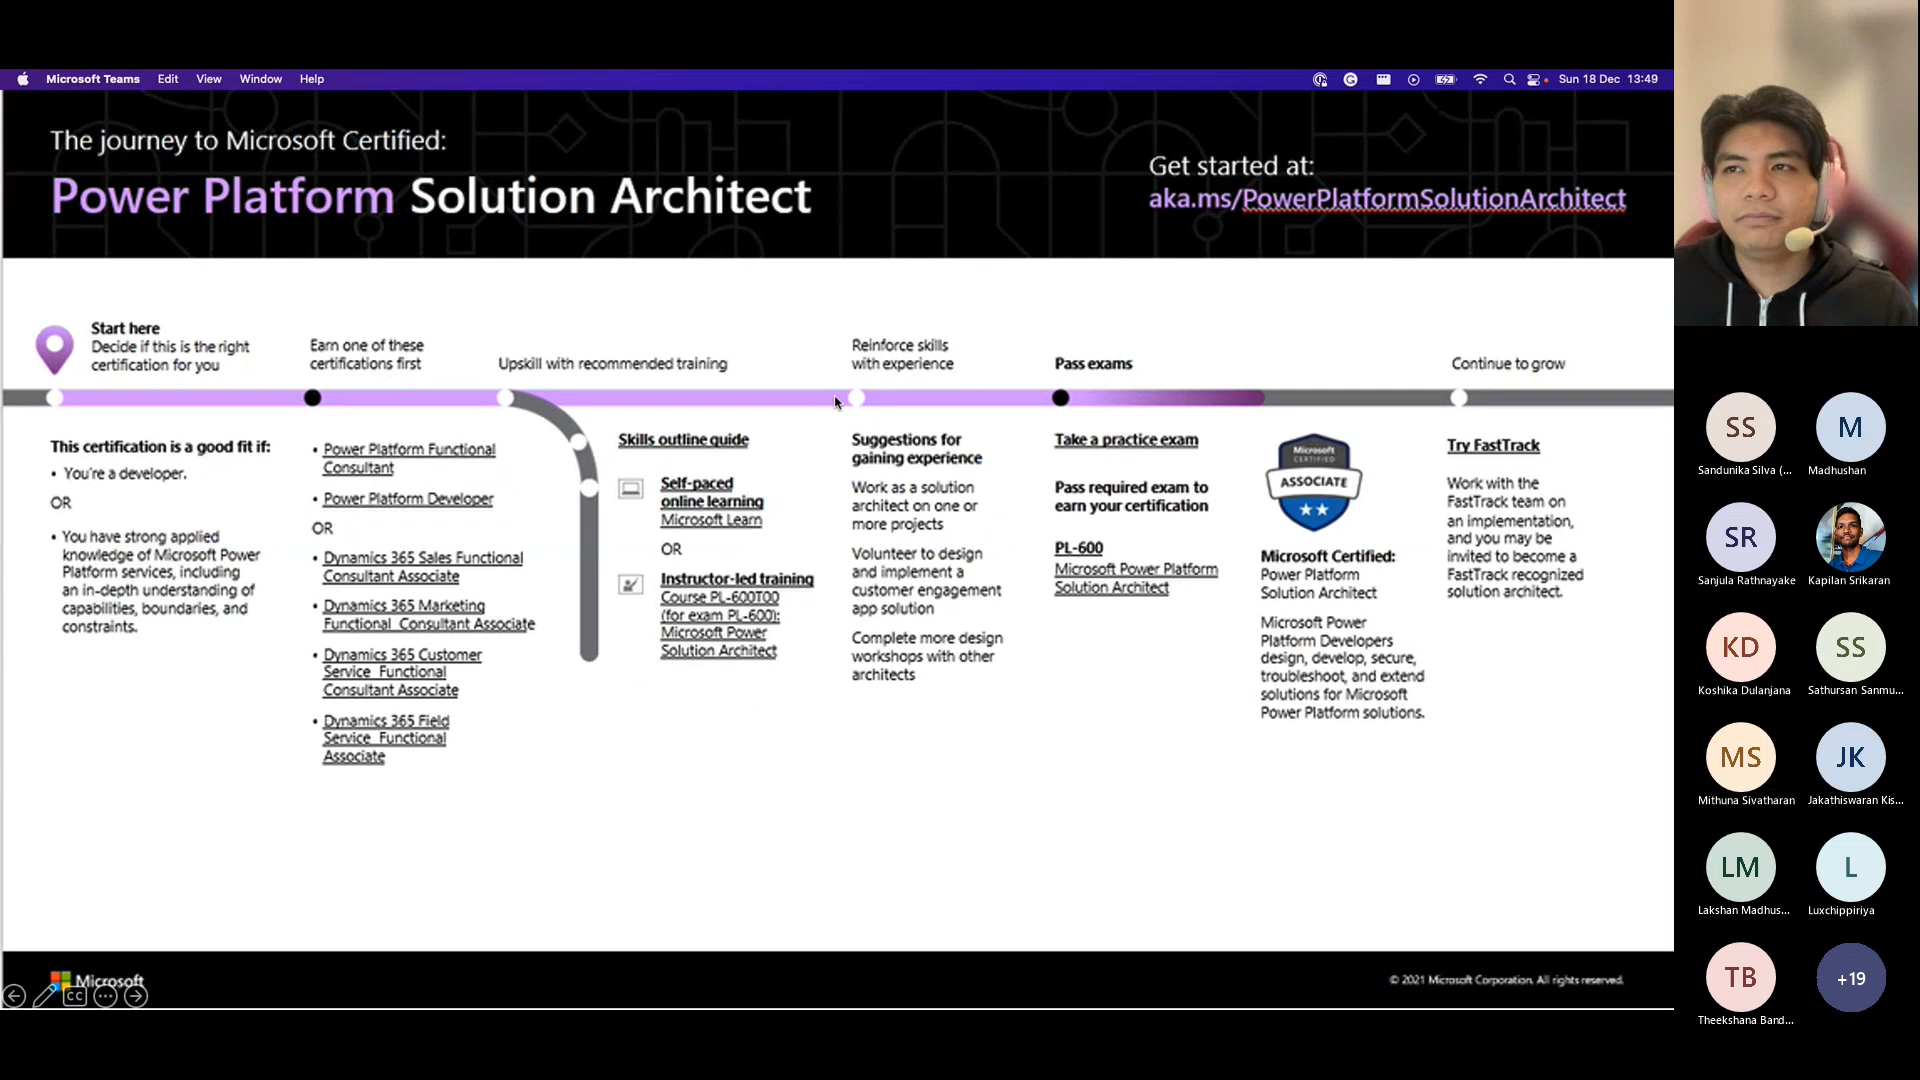 Microsoft Teams Edit View Window Help
Sun 18 Dec 13:49
The journey to Microsoft Certified:
Power Platform Solution Architect
Get started at:
aka.ms/PowerPlatformSolutionArchitect
Start here
Decide if this is the right
certification for you
Earn one of these
certifications first
Upskill with recommended training
Reinforce skills
with experience
Pass exams
Continue to grow
This certification is a good fit if:
• You're a developer.
OR
• You have strong applied
knowledge of Microsoft Power
Platform services, including
an in-depth understanding of
capabilities, boundaries, and
constraints.
• Power Platform Functional
Consultant
• Power Platform Developer
OR
• Dynamics 365 Sales Functional
Consultant Associate
• Dynamics 365 Marketing
Functional Consultant Associate
• Dynamics 365 Customer
Service Functional
Consultant Associate
• Dynamics 365 Field
Service Functional
Associate
Skills outline guide
Self-paced
online learning
Microsoft Learn
OR
Instructor-led training
Course PL-600T00
(for exam PL-600):
Microsoft Power
Solution Architect
Suggestions for
gaining experience
Work as a solution
architect on one or
more projects
Volunteer to design
and implement a
customer engagement
app solution
Complete more design
workshops with other
architects
Take a practice exam
Pass required exam to
earn your certification
PL-600
Microsoft Power Platform
Solution Architect
Microsoft
CERTIFIED
ASSOCIATE
Microsoft Certified:
Power Platform
Solution Architect
Microsoft Power
Platform Developers
design, develop, secure,
troubleshoot, and extend
solutions for Microsoft
Power Platform solutions.
Try FastTrack
Work with the
FastTrack team on
an implementation,
and you may be
invited to become a
FastTrack recognized
solution architect.
Microsoft
CC
© 2021 Microsoft Corporation. All rights reserved.
SS
Sandunika Silva (...
M
Madhushan
SR
Sanjula Rathnayake
Kapilan Srikaran
KD
Koshika Dulanjana
SS
Sathursan Sanmu...
MS
Mithuna Sivatharan
JK
Jakathiswaran Kis...
LM
Lakshan Madhus...
L
Luxchippiriya
TB
Theekshana Band...
+19